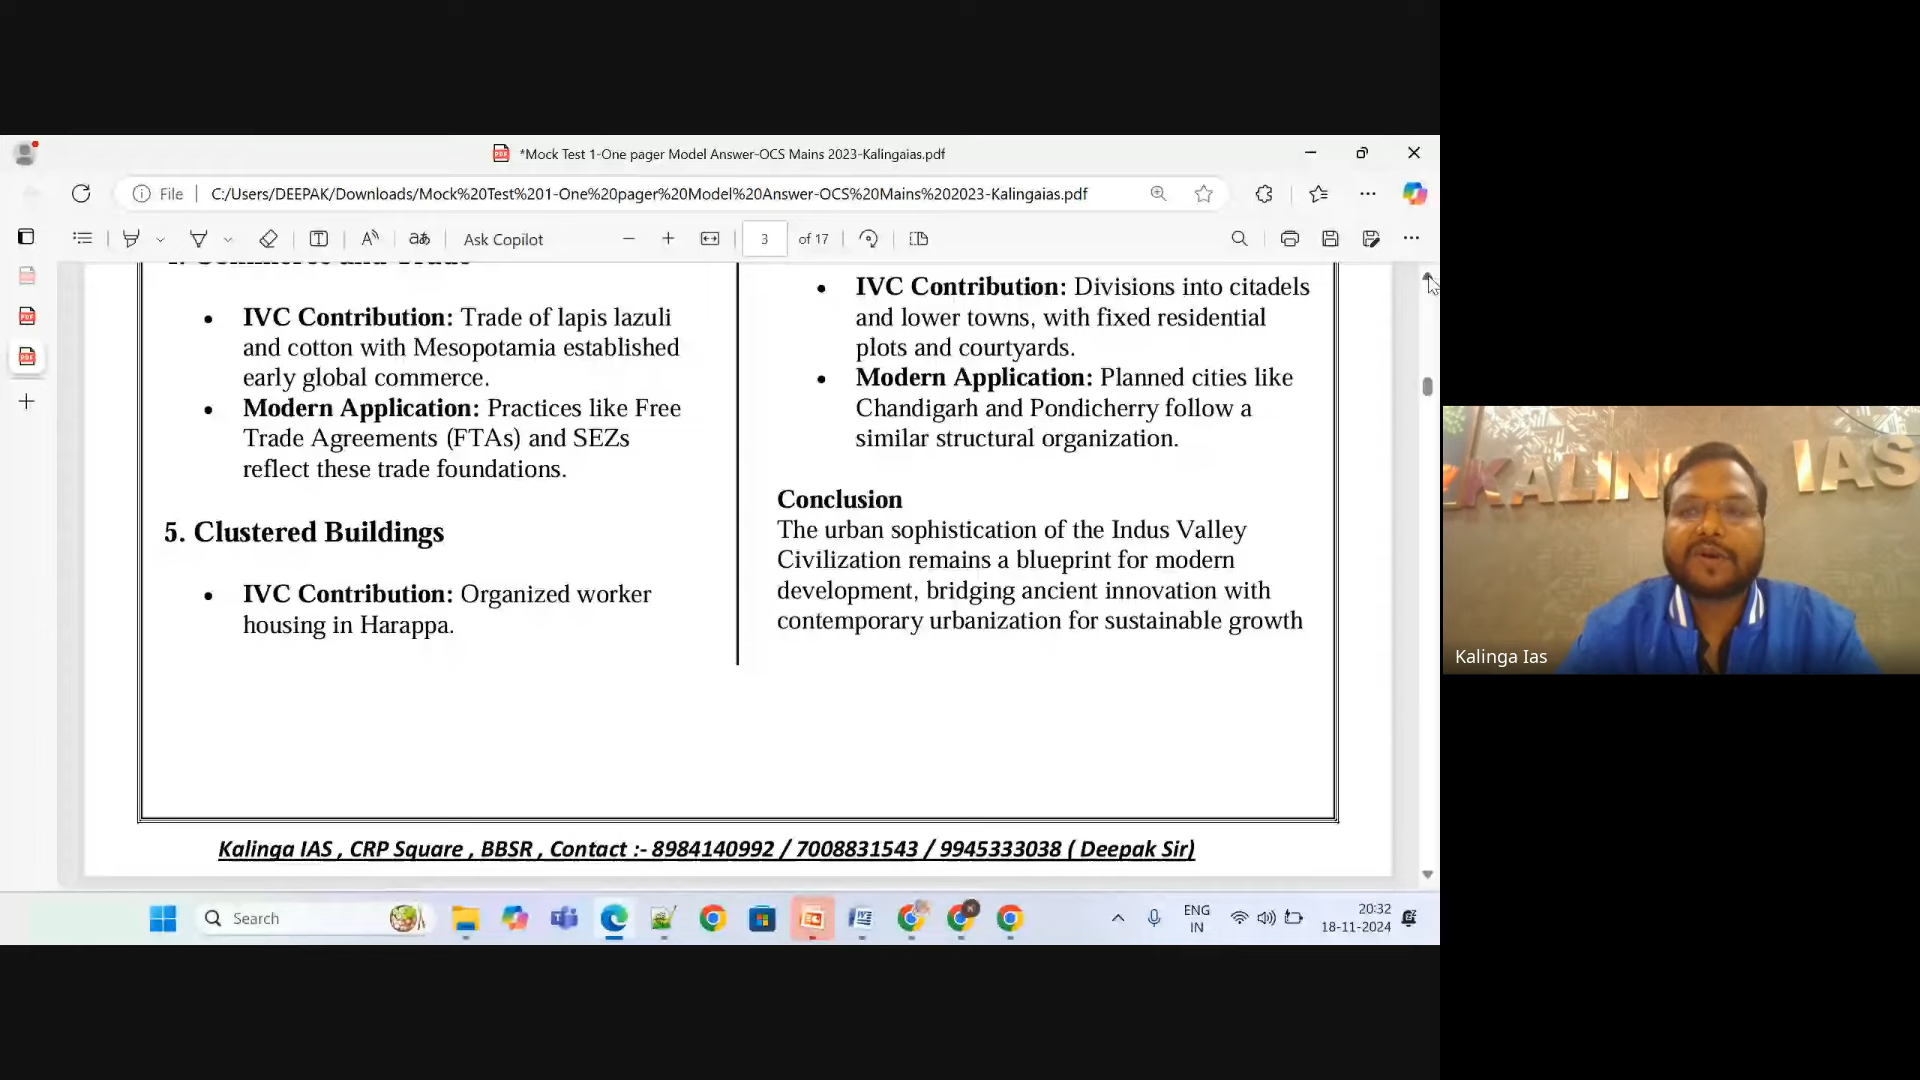 *Mock Test 1-One pager Model Answer-OCS Mains 2023-Kalingaias.pdf
File
C:/Users/DEEPAK/Downloads/Mock%20Test%201-One%20pager%20Model%20Answer-OCS%20Mains%202023-Kalingaias.pdf
Ask Copilot
3 of 17
4. Commerce and Trade
• IVC Contribution: Trade of lapis lazuli
and cotton with Mesopotamia established
early global commerce.
• Modern Application: Practices like Free
Trade Agreements (FTAs) and SEZs
reflect these trade foundations.
5. Clustered Buildings
• IVC Contribution: Organized worker
housing in Harappa.
• IVC Contribution: Divisions into citadels
and lower towns, with fixed residential
plots and courtyards.
• Modern Application: Planned cities like
Chandigarh and Pondicherry follow a
similar structural organization.
Conclusion
The urban sophistication of the Indus Valley
Civilization remains a blueprint for modern
development, bridging ancient innovation with
contemporary urbanization for sustainable growth
Kalinga IAS , CRP Square , BBSR , Contact :- 8984140992 / 7008831543 / 9945333038 ( Deepak Sir)
KALINGA IAS
Kalinga Ias
Search
ENG
IN
20:32
18-11-2024